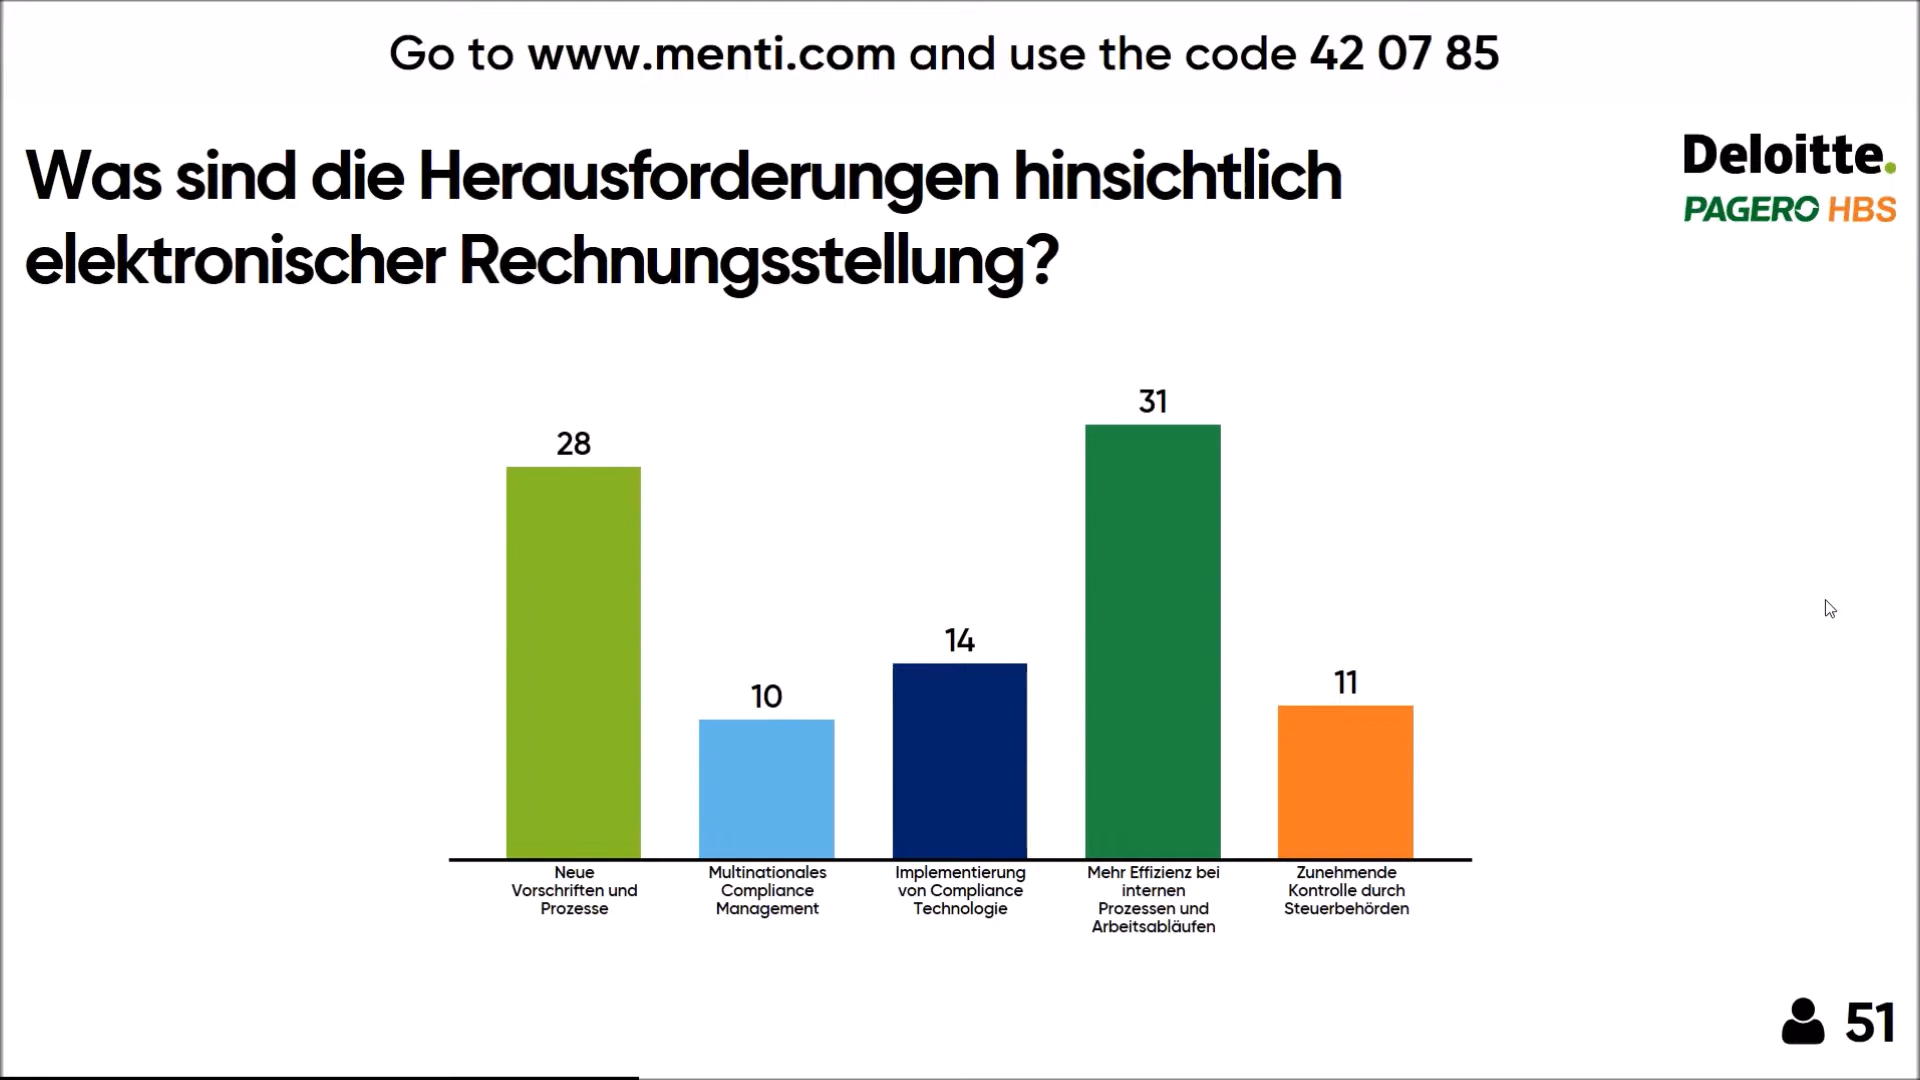 Go to www.menti.com and use the code 42 07 85
Was sind die Herausforderungen hinsichtlich
elektronischer Rechnungsstellung?
Deloitte.
PAGERO HBS
28
10
14
31
11
Neue
Vorschriften und
Prozesse
Multinationales
Compliance
Management
Implementierung
von Compliance
Technologie
Mehr Effizienz bei
internen
Prozessen und
Arbeitsabläufen
Zunehmende
Kontrolle durch
Steuerbehörden
51